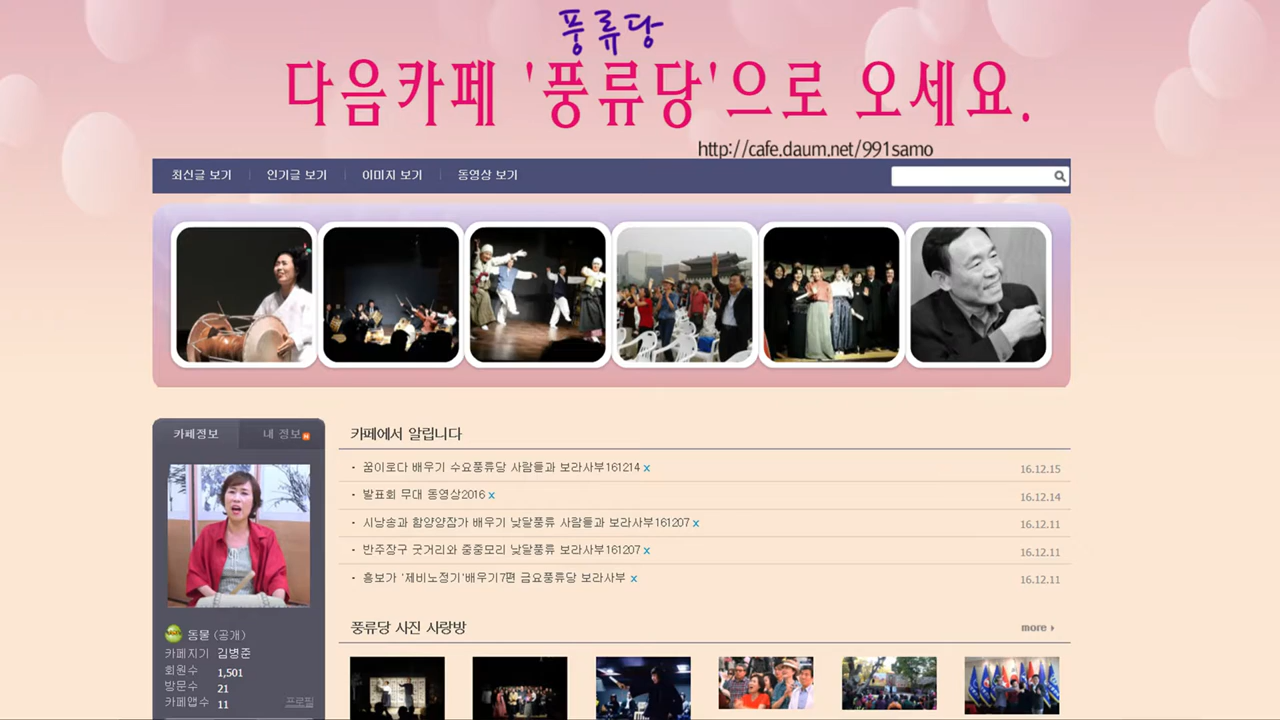 풍류당
다음카페 '풍류당'으로 오세요.
http://cafe.daum.net/991samo
최신글 보기 인기글 보기 이미지 보기 동영상 보기
카페정보 내 정보 N
카페에서 알립니다
· 꿈이로다 배우기 수요풍류당 사람들과 보라사부161214 x 16.12.15
· 발표회 무대 동영상2016 x 16.12.14
· 시냥송과 함양양잠가 배우기 낮달풍류 사람들과 보라사부161207 x 16.12.11
· 반주장구 굿거리와 중중모리 낮달풍류 보라사부161207 x 16.12.11
· 흥보가 '제비노정기'배우기7편 금요풍류당 보라사부 x 16.12.11
풍류당 사진 사랑방 more
동물 (공개)
카페지기 김병준
회원수 1,501
방문수 21
카페앱수 11
프로필